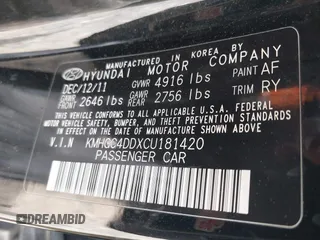 MANUFACTURED IN KOREA BY
HYUNDAI MOTOR COMPANY
DEC/12/11 GVWR 4916 lbs PAINT AF
GAWR FRONT 2646 lbs GAWR REAR 2756 lbs TRIM RY
THIS VEHICLE CONFORMS TO ALL APPLICABLE U.S.
FEDERAL MOTOR VEHICLE SAFETY, BUMPER, AND THEFT
PREVENTION STANDARDS IN EFFECT ON THE DATE OF
MANUFACTURE SHOWN ABOVE.
V.I.N KMHGC4DDXCU181420
PASSENGER CAR
DREAMBID